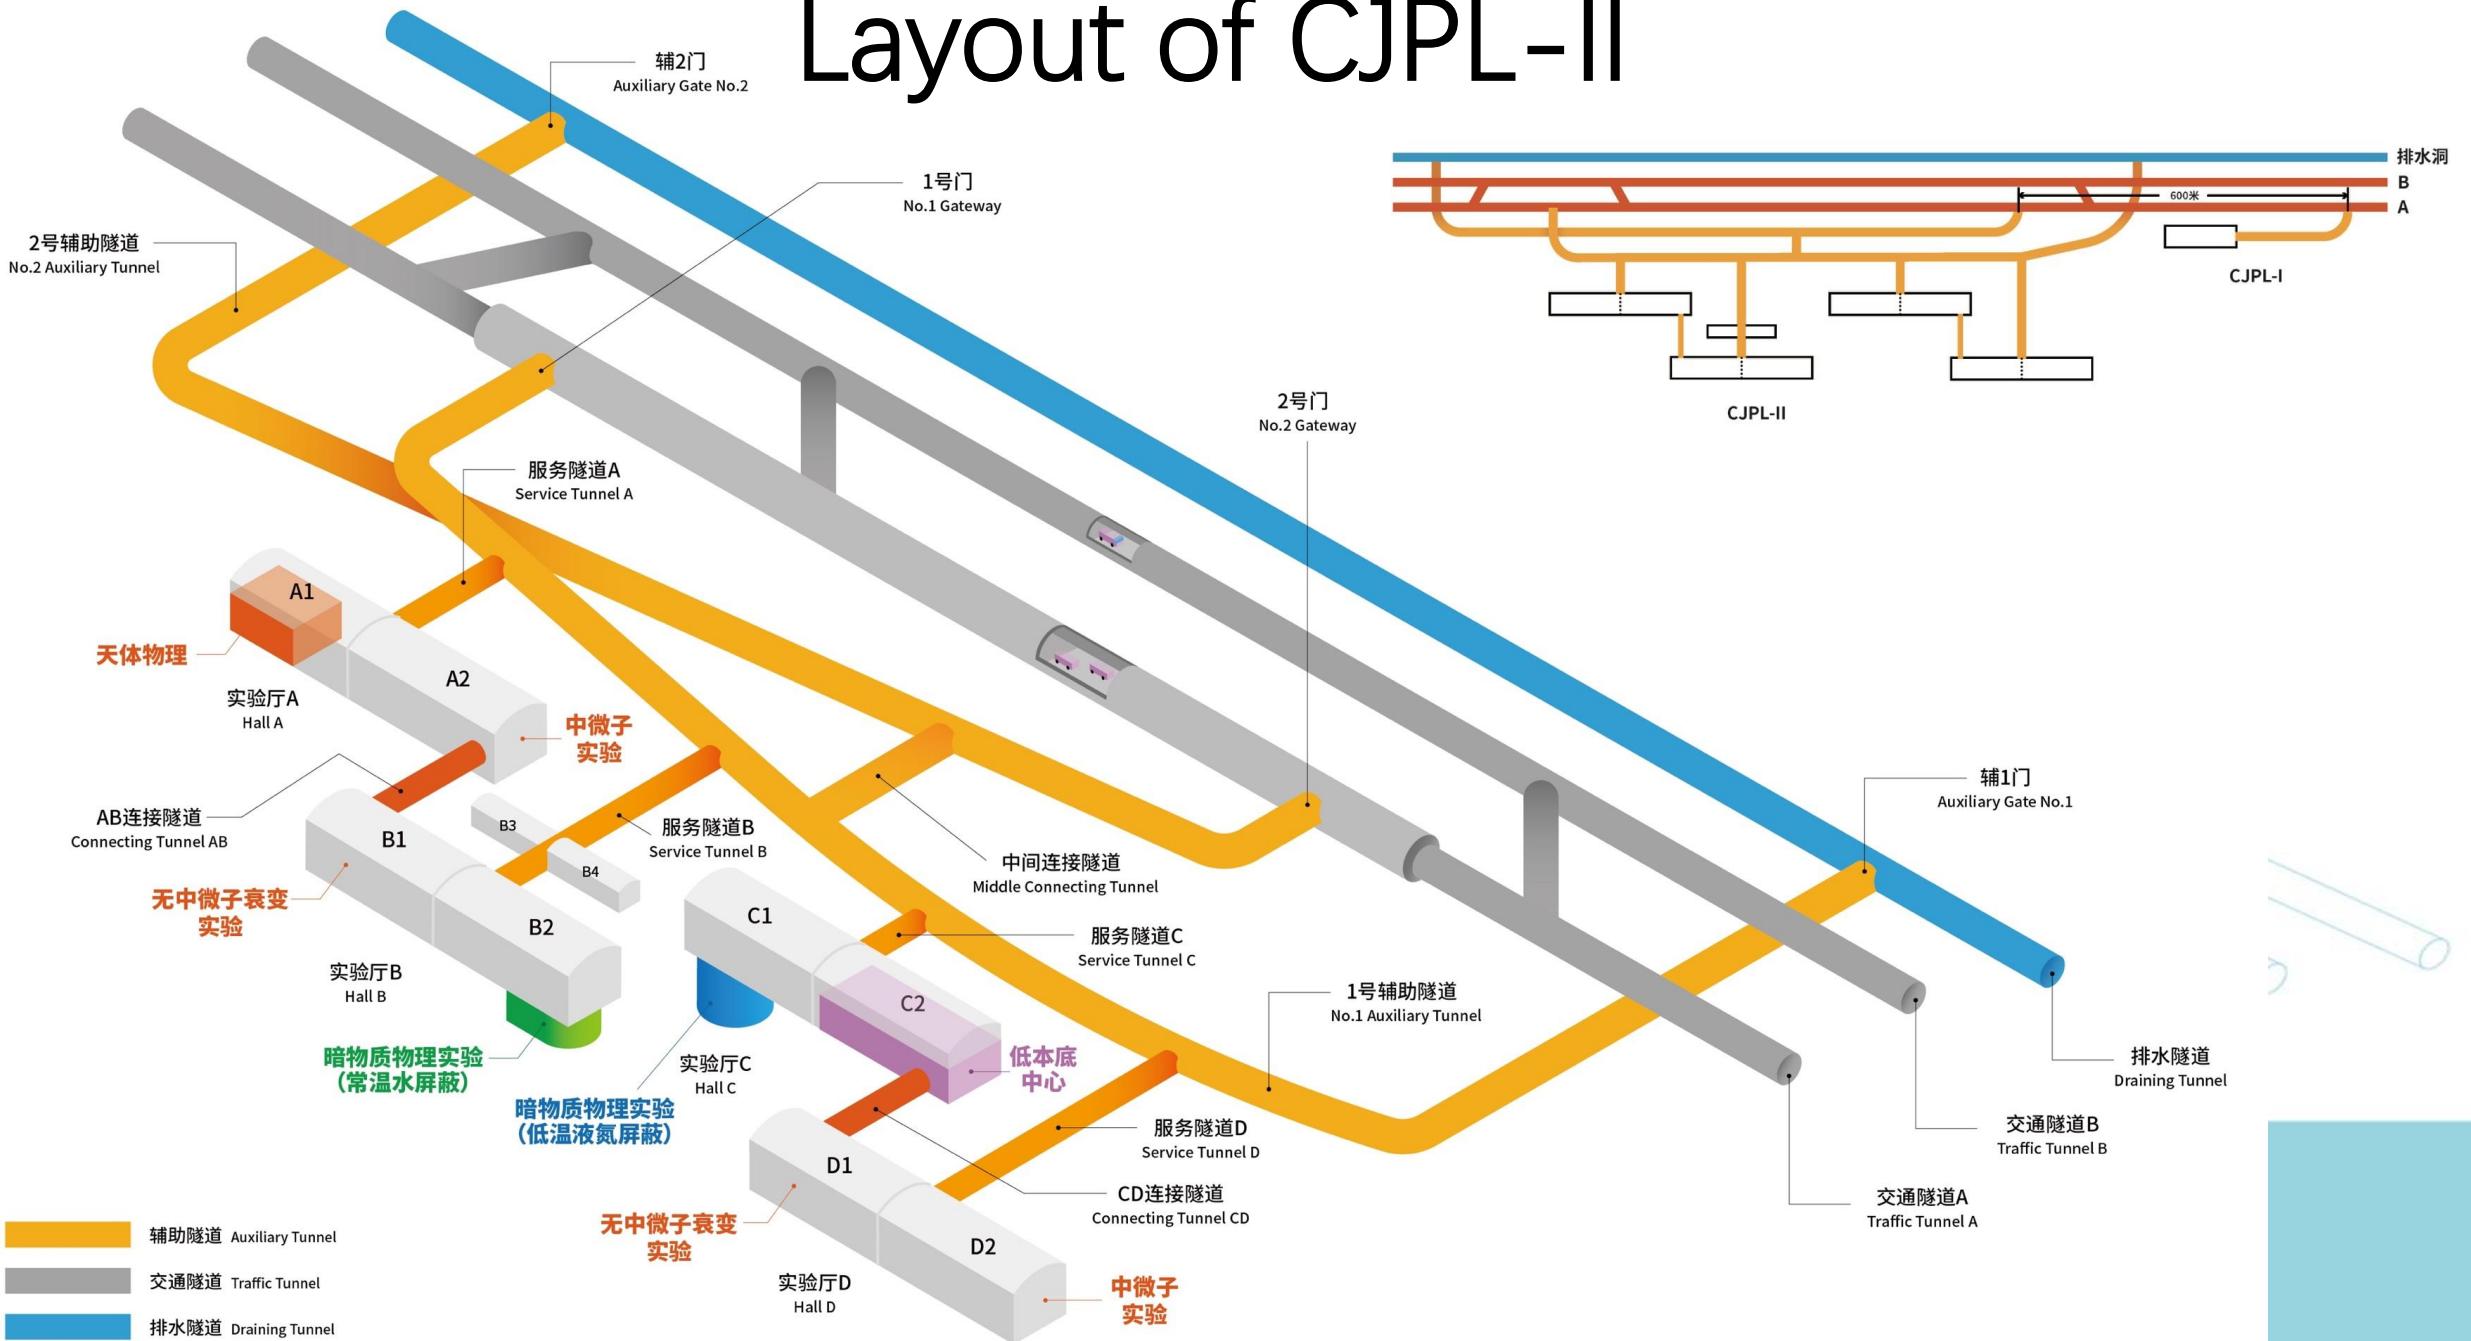 Layout of CJPL-II
辅2门
Auxiliary Gate No.2
1号门
No.1 Gateway
2号辅助隧道
No.2 Auxiliary Tunnel
排水洞
B
600米
A
CJPL-I
CJPL-II
2号门
No.2 Gateway
服务隧道A
Service Tunnel A
A1
天体物理
A2
实验厅A
Hall A
中微子
实验
AB连接隧道
Connecting Tunnel AB
B1
B3
B4
服务隧道B
Service Tunnel B
辅1门
Auxiliary Gate No.1
中间连接隧道
Middle Connecting Tunnel
无中微子衰变
实验
B2
C1
服务隧道C
Service Tunnel C
实验厅B
Hall B
C2
1号辅助隧道
No.1 Auxiliary Tunnel
暗物质物理实验
（常温水屏蔽）
实验厅C
Hall C
低本底
中心
排水隧道
Draining Tunnel
暗物质物理实验
（低温液氮屏蔽）
服务隧道D
Service Tunnel D
交通隧道B
Traffic Tunnel B
D1
CD连接隧道
Connecting Tunnel CD
交通隧道A
Traffic Tunnel A
无中微子衰变
实验
D2
实验厅D
Hall D
中微子
实验
辅助隧道 Auxiliary Tunnel
交通隧道 Traffic Tunnel
排水隧道 Draining Tunnel